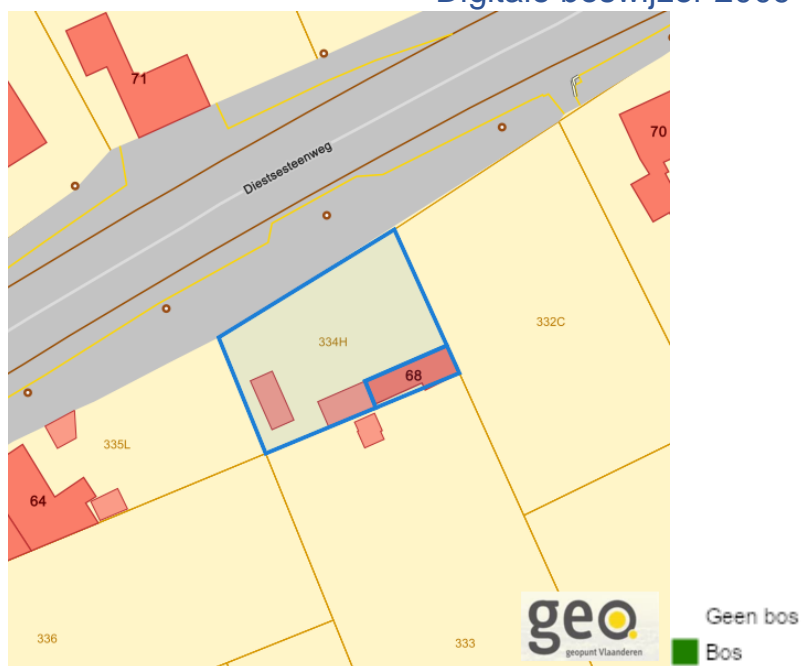 71
Diestsesteenweg
70
334H
332C
68
335L
64
336
333
geo
geopunt Vlaanderen
Geen bos
Bos